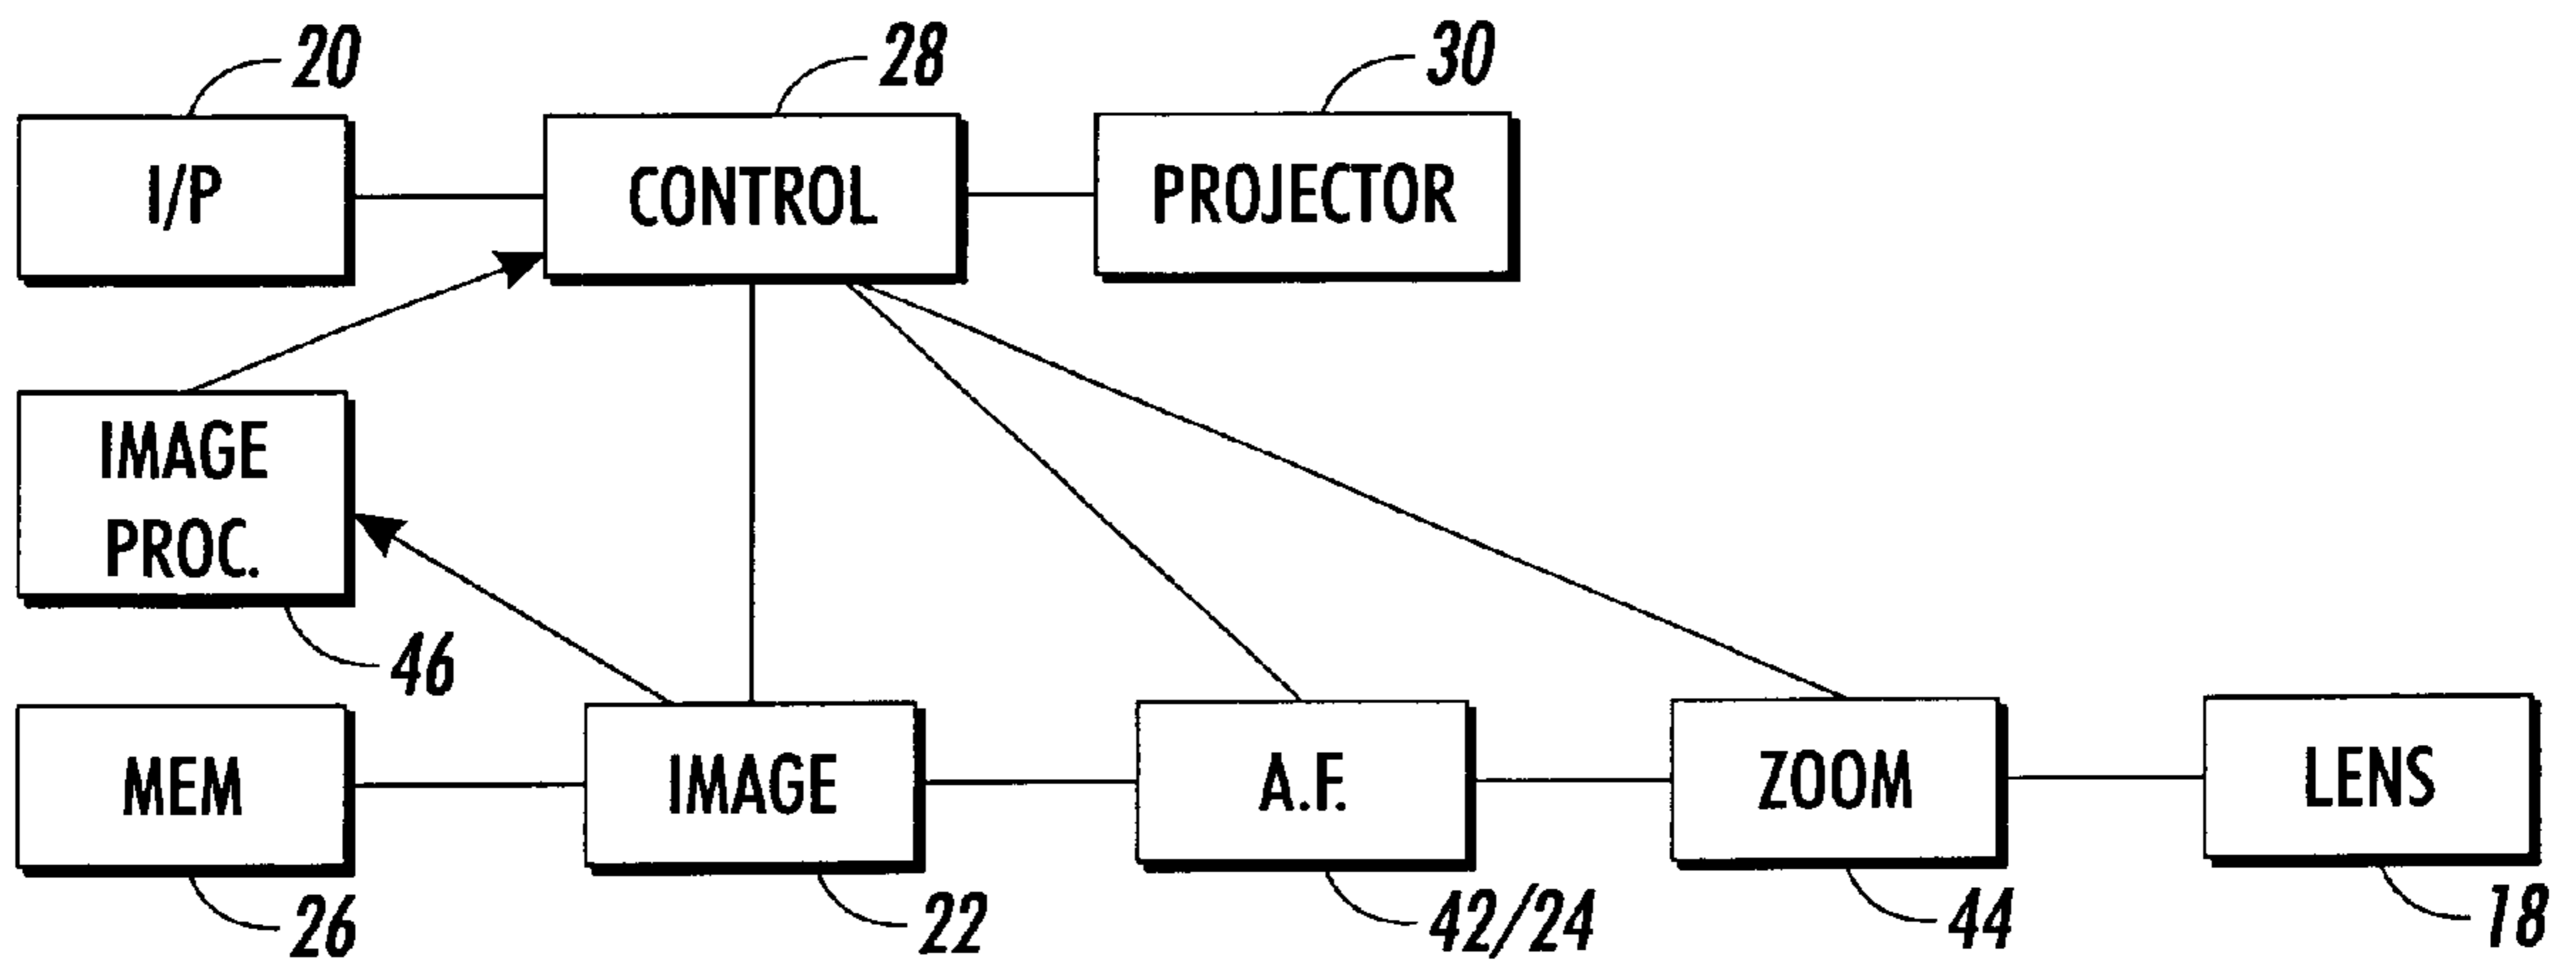 20
28
30
I/P
CONTROL
PROJECTOR
IMAGE
PROC.
46
MEM
IMAGE
A.F.
ZOOM
LENS
26
22
42/24
44
18